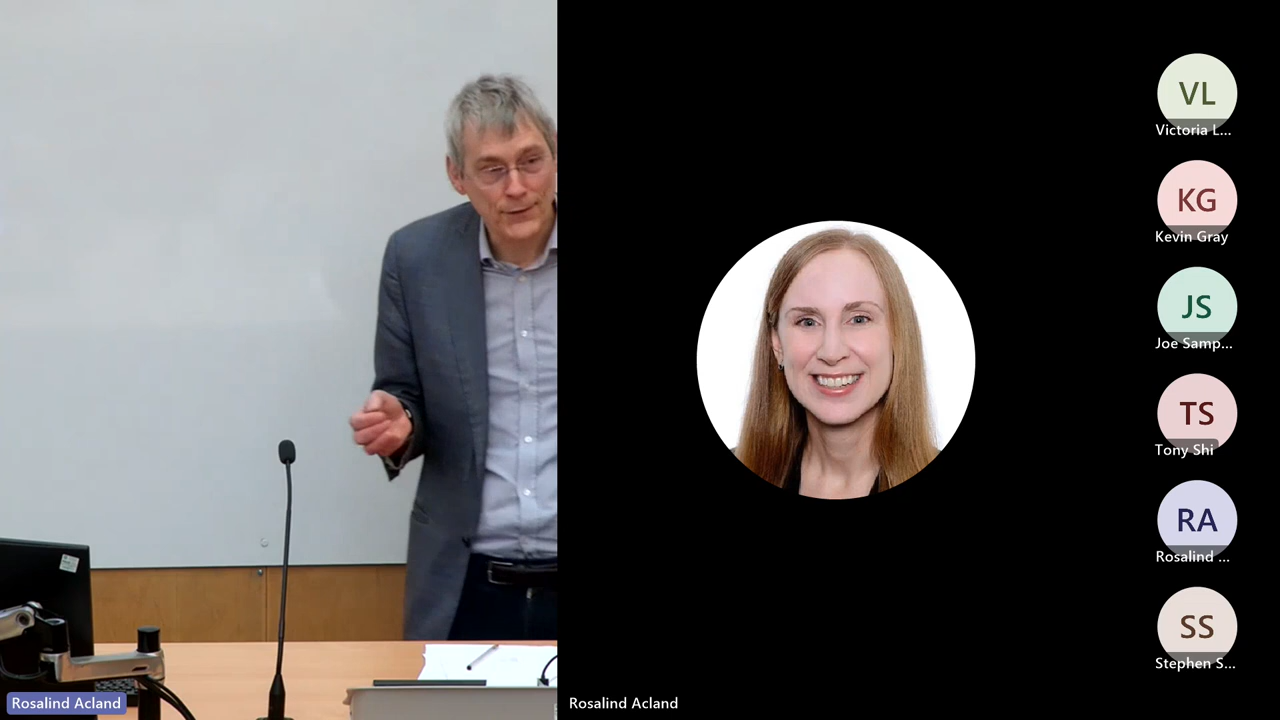 VL
Victoria L...
KG
Kevin Gray
JS
Joe Samp...
TS
Tony Shi
RA
Rosalind ...
SS
Stephen S...
Rosalind Acland
Rosalind Acland